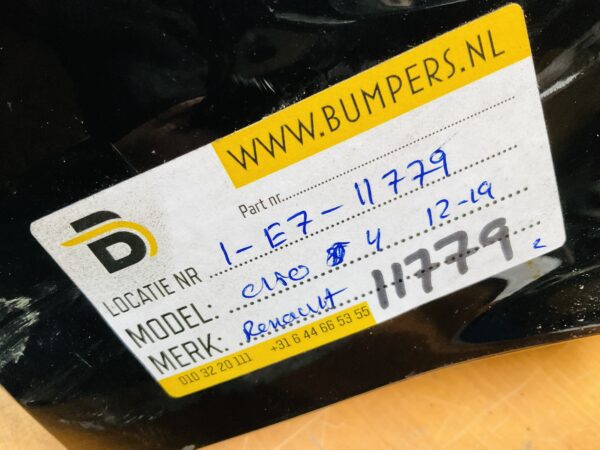 WWW.BUMPERS.NL
Part nr.
LOCATIE NR 1-E7-11779
MODEL: clio 4 12-19
MERK: Renault 11779 2
010 32 20 111 +31 6 44 66 53 55